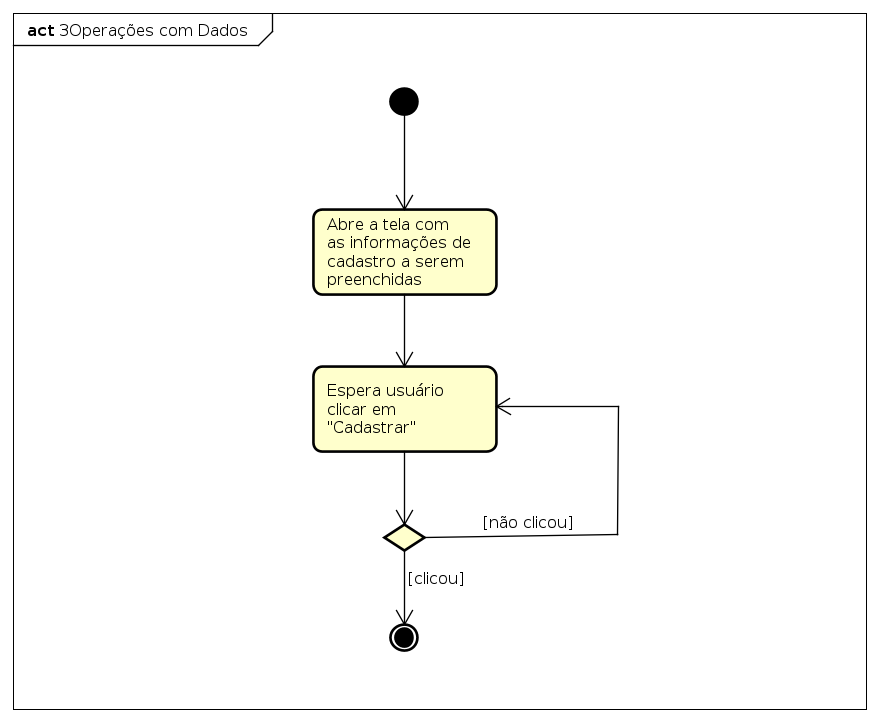 act 3Operações com Dados
Abre a tela com
as informações de
cadastro a serem
preenchidas
Espera usuário
clicar em
"Cadastrar"
[não clicou]
[clicou]